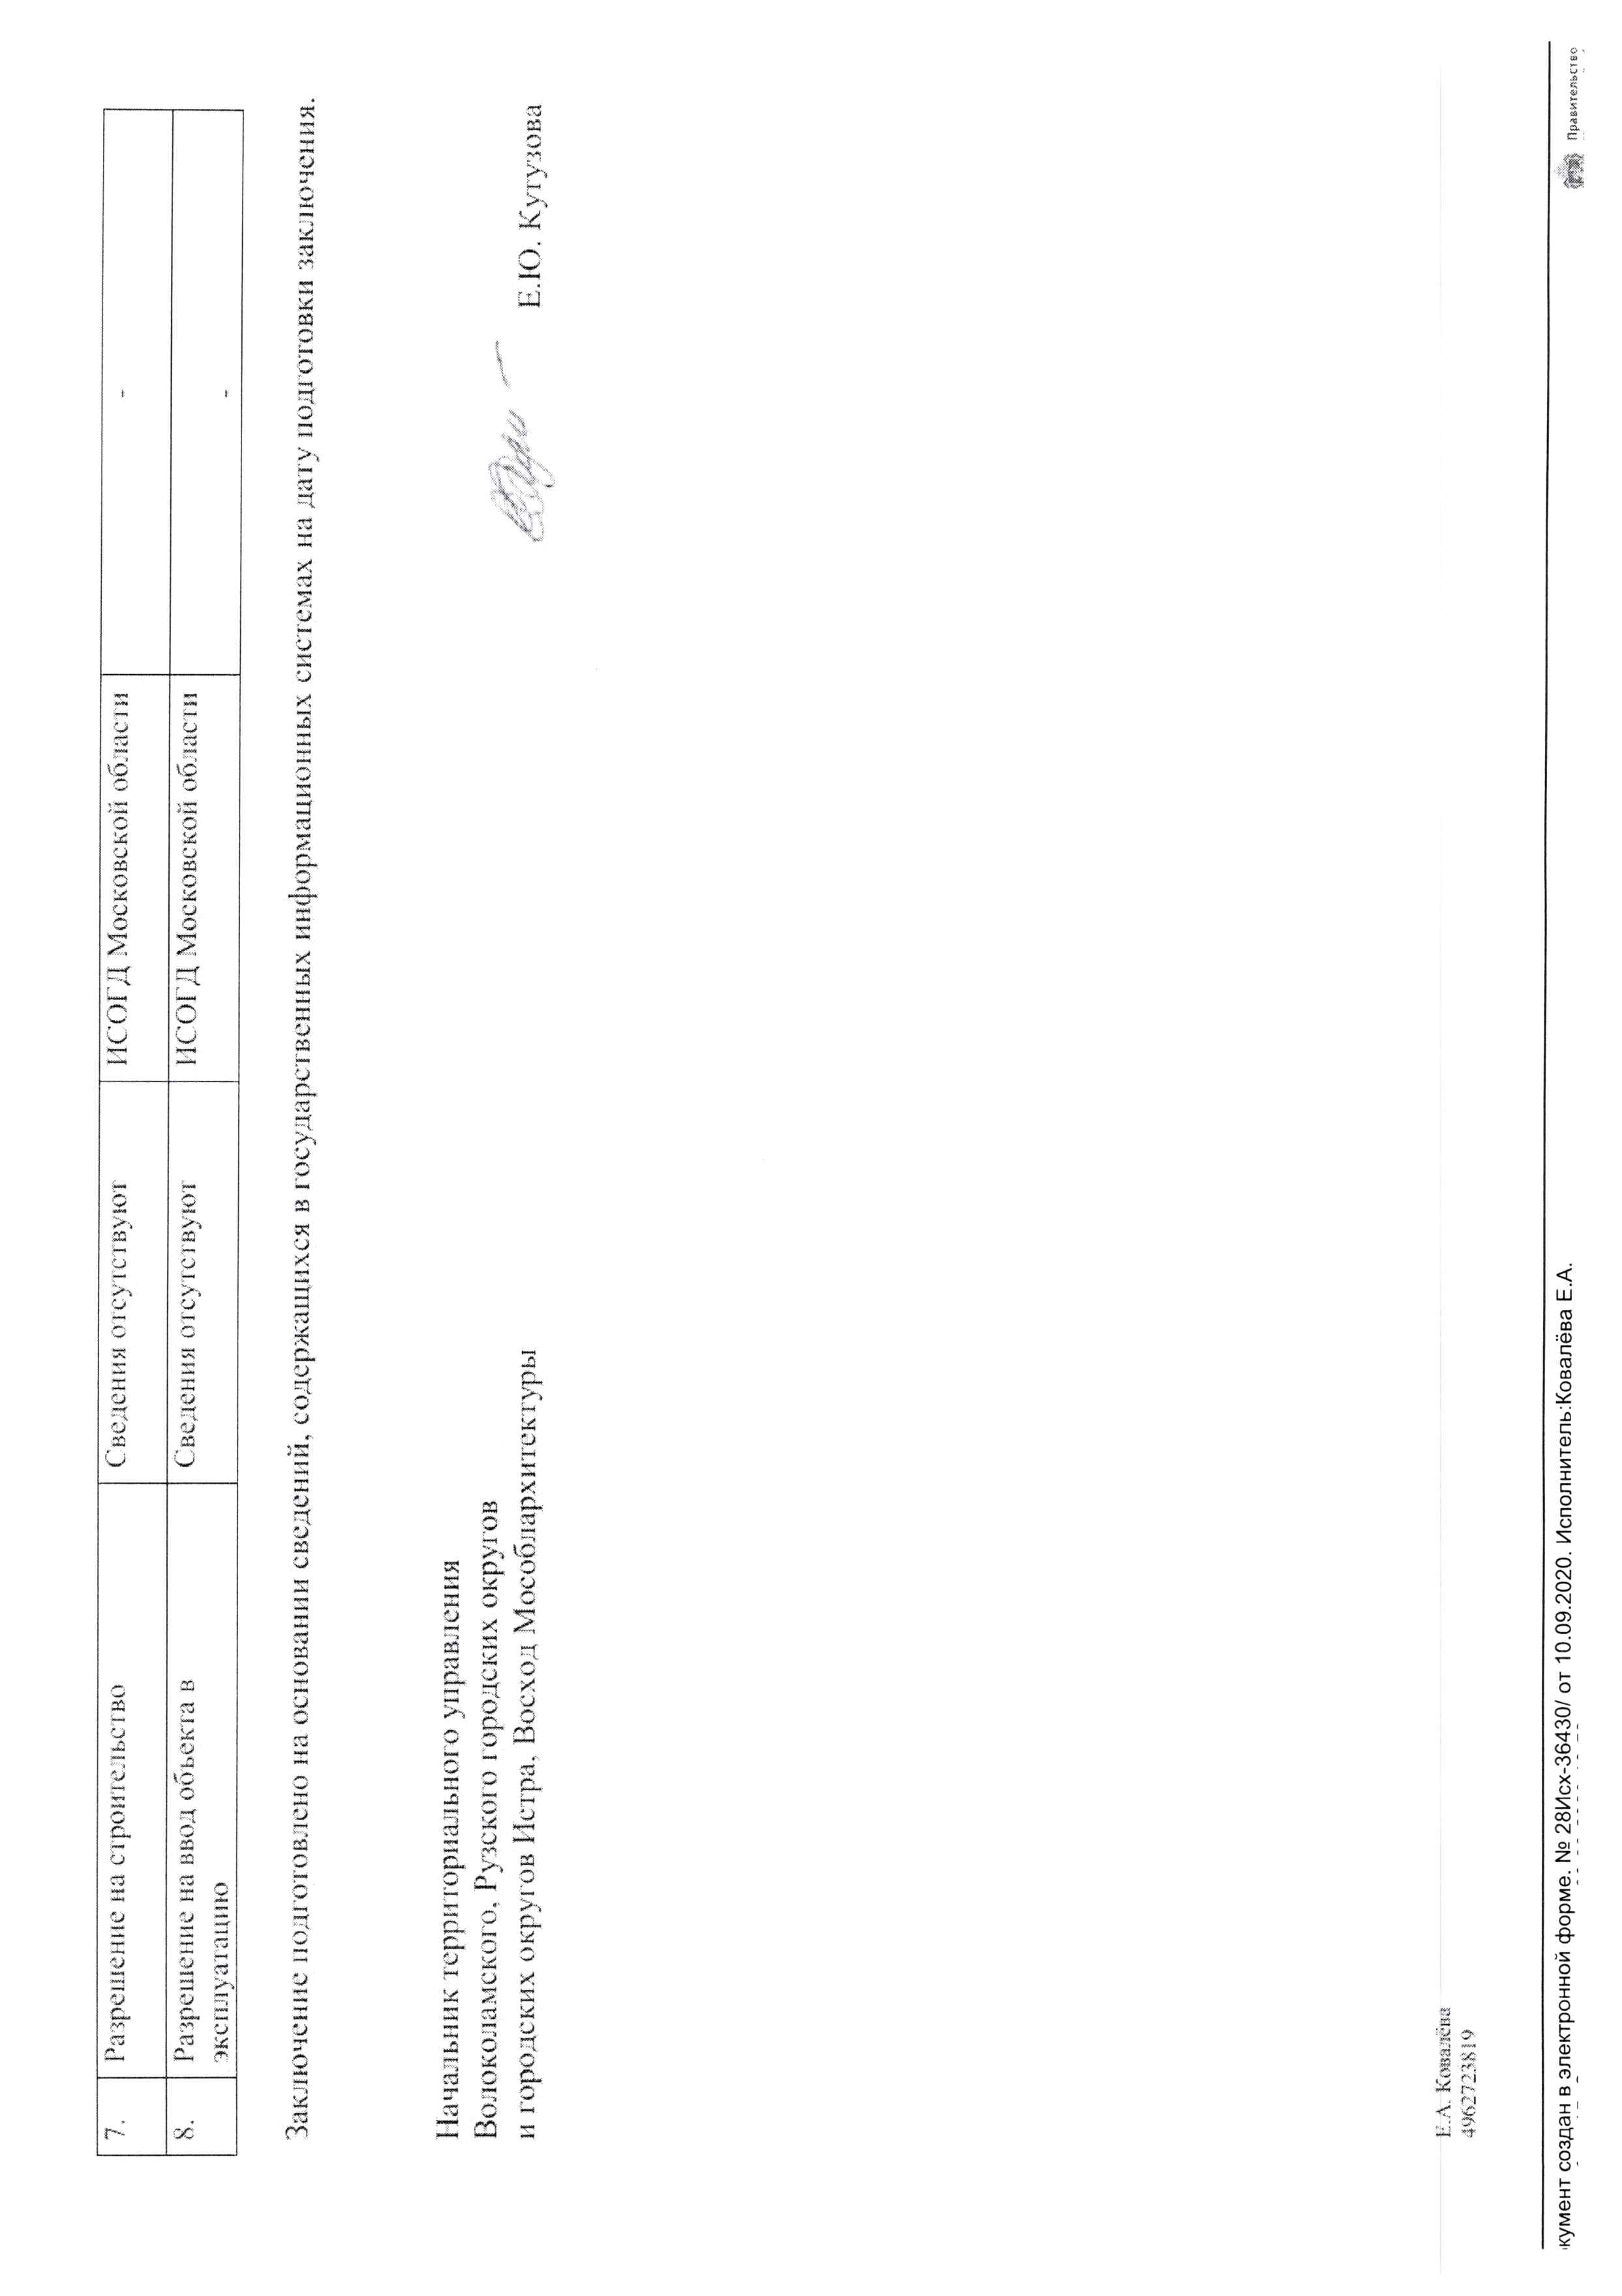 7. Разрешение на строительство Сведения отсутствуют ИСОГД Московской области -
8. Разрешение на ввод объекта в Сведения отсутствуют ИСОГД Московской области
эксплуатацию -
Заключение подготовлено на основании сведений, содержащихся в государственных информационных системах на дату подготовки заключения.
Начальник территориального управления
Волоколамского, Рузского городских округов
и городских округов Истра, Восход Мособлархитектуры Е.Ю. Кутузова
Е.А. Ковалёва
4962723819
кумент создан в электронной форме. № 28Исх-36430/ от 10.09.2020. Исполнитель:Ковалёва Е.А.
Правительство